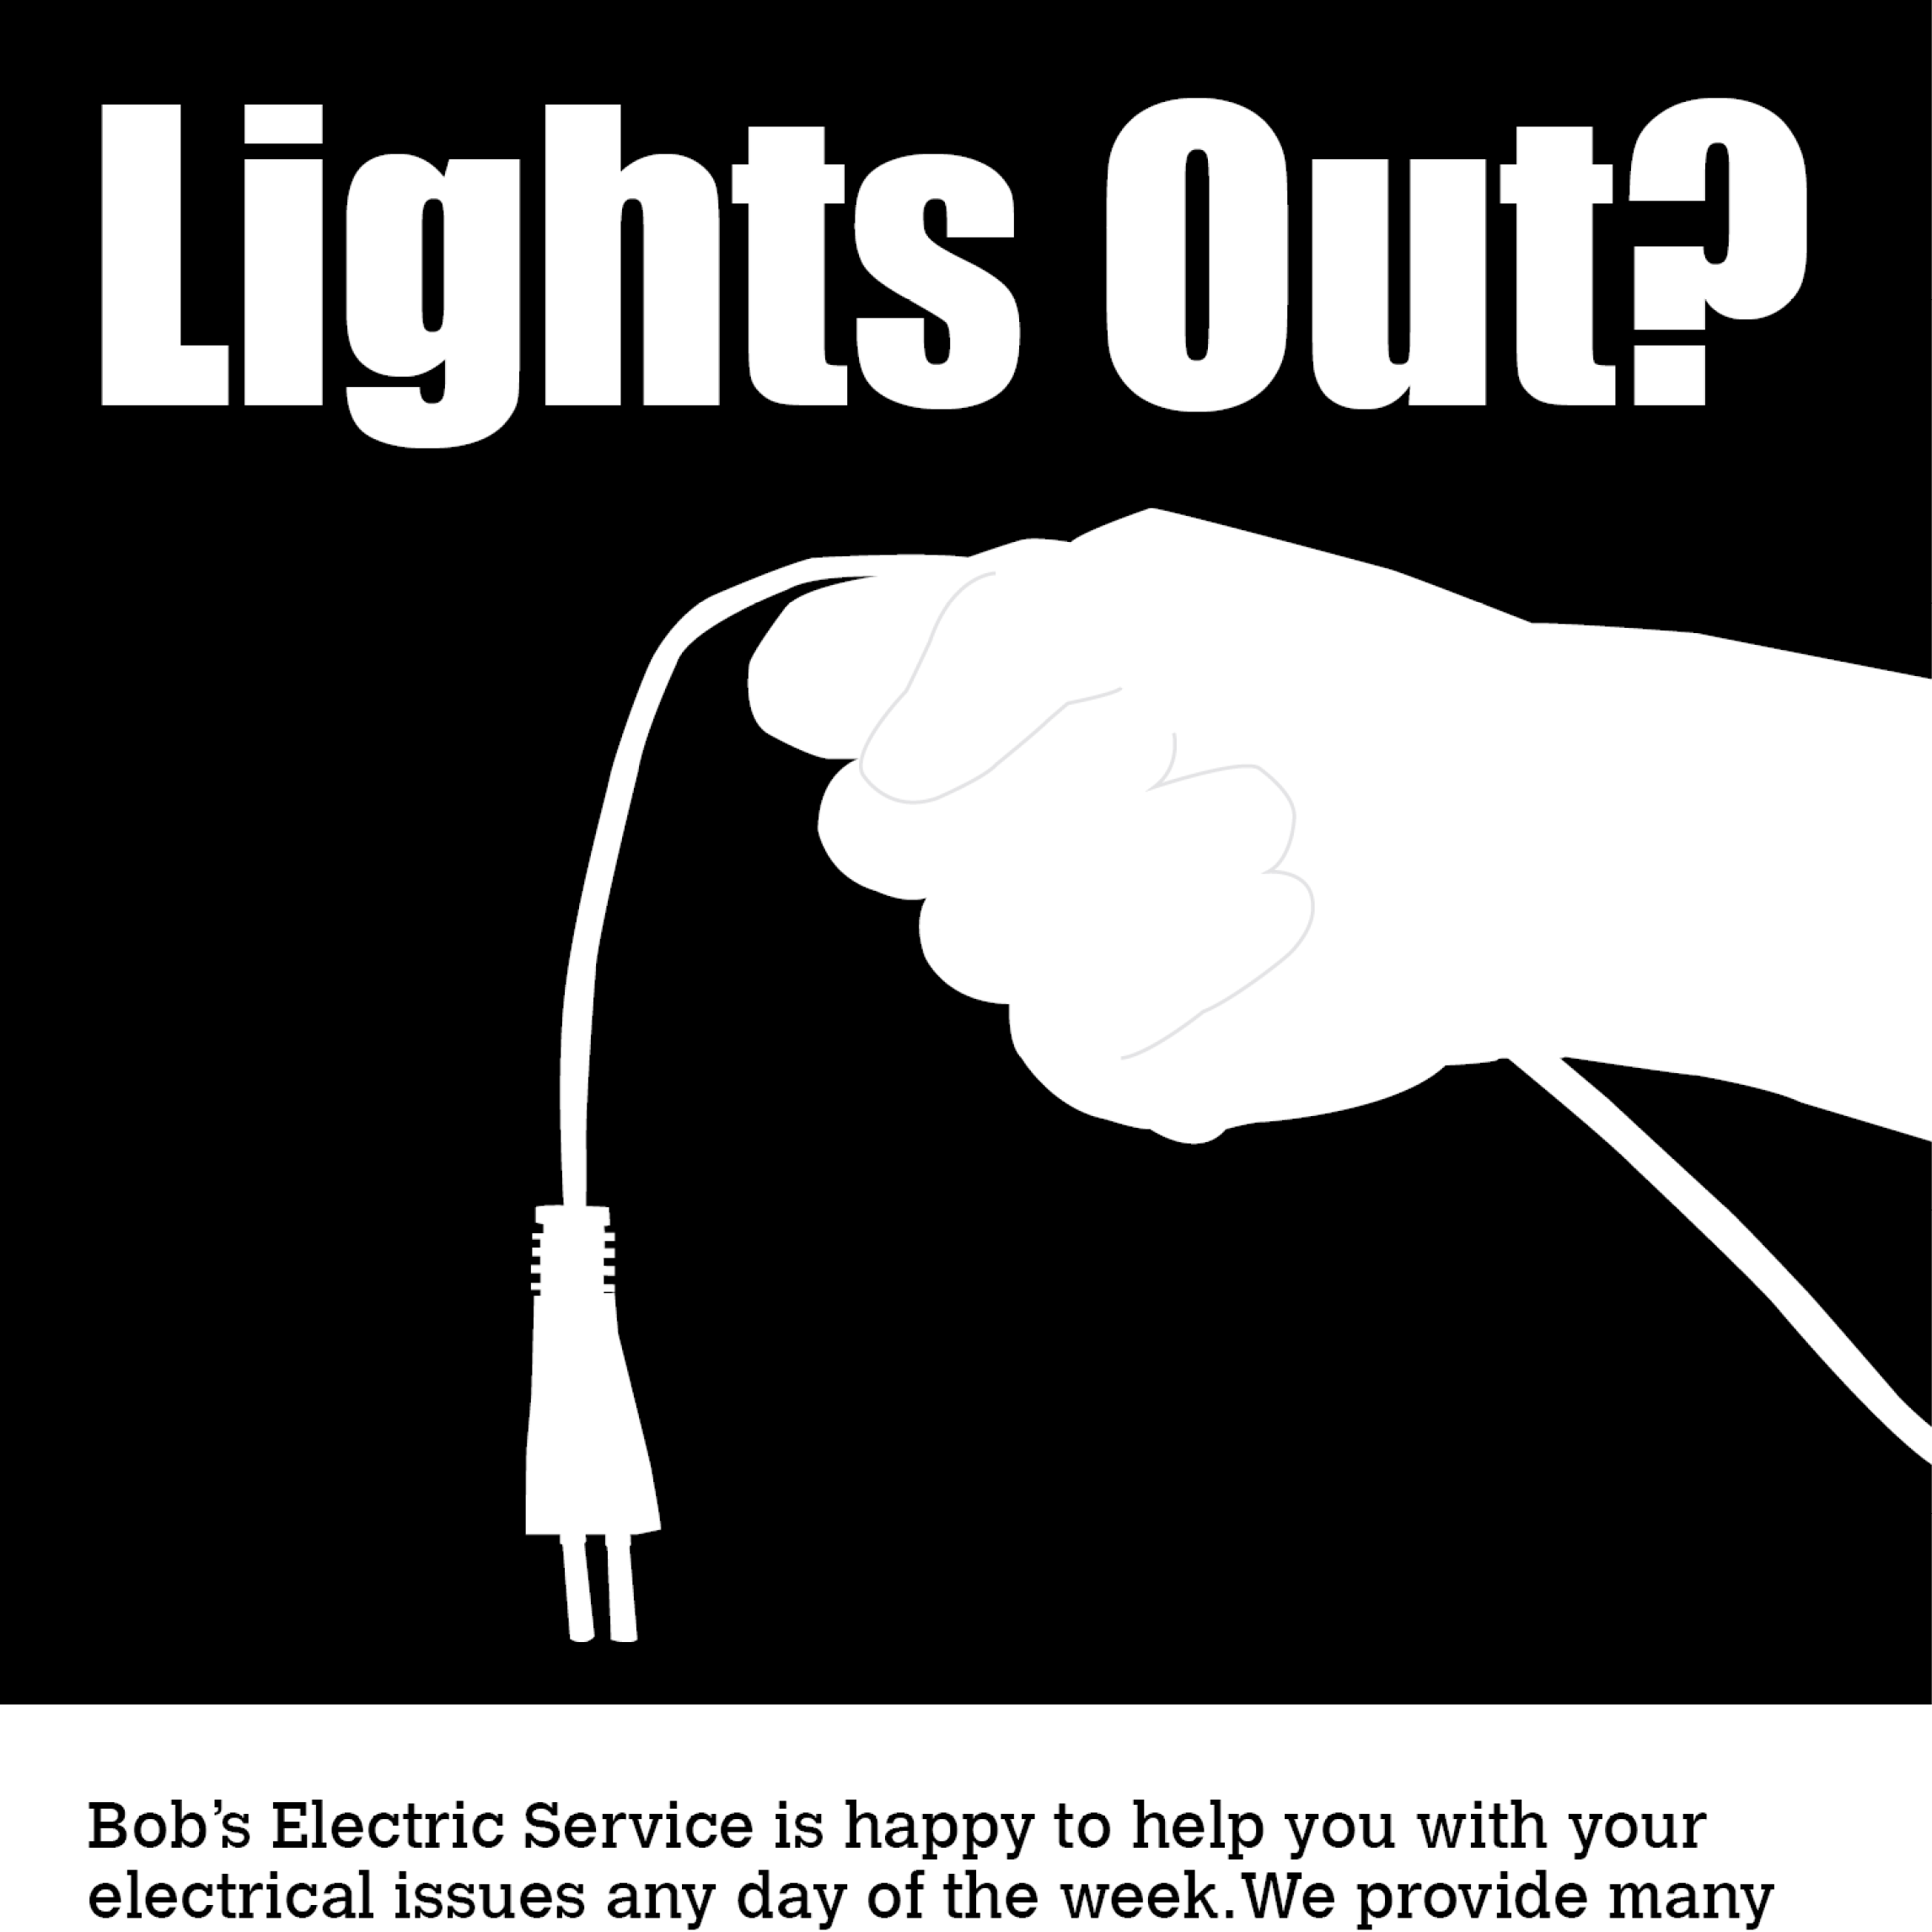 Lights Out?
Bob’s Electric Service is happy to help you with your
electrical issues any day of the week. We provide many